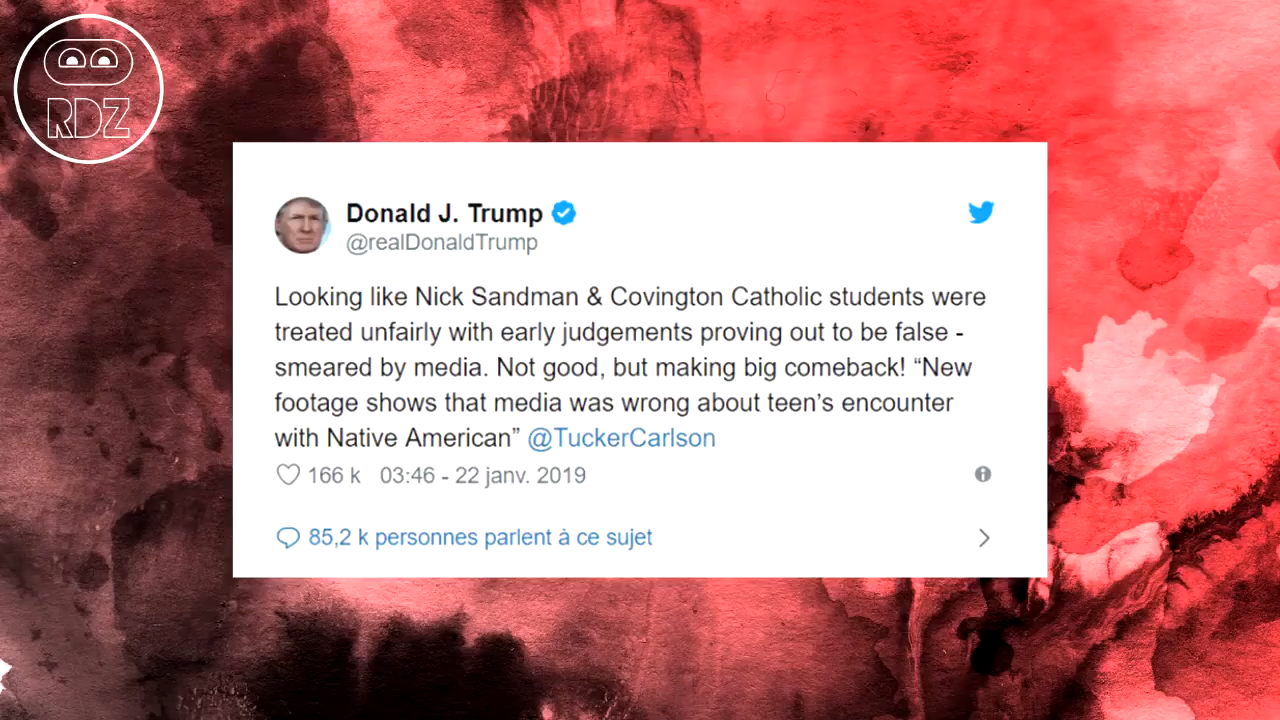 RDZ
Donald J. Trump
@realDonaldTrump
Looking like Nick Sandman & Covington Catholic students were
treated unfairly with early judgements proving out to be false -
smeared by media. Not good, but making big comeback! “New
footage shows that media was wrong about teen’s encounter
with Native American” @TuckerCarlson
166 k 03:46 - 22 janv. 2019
85,2 k personnes parlent à ce sujet